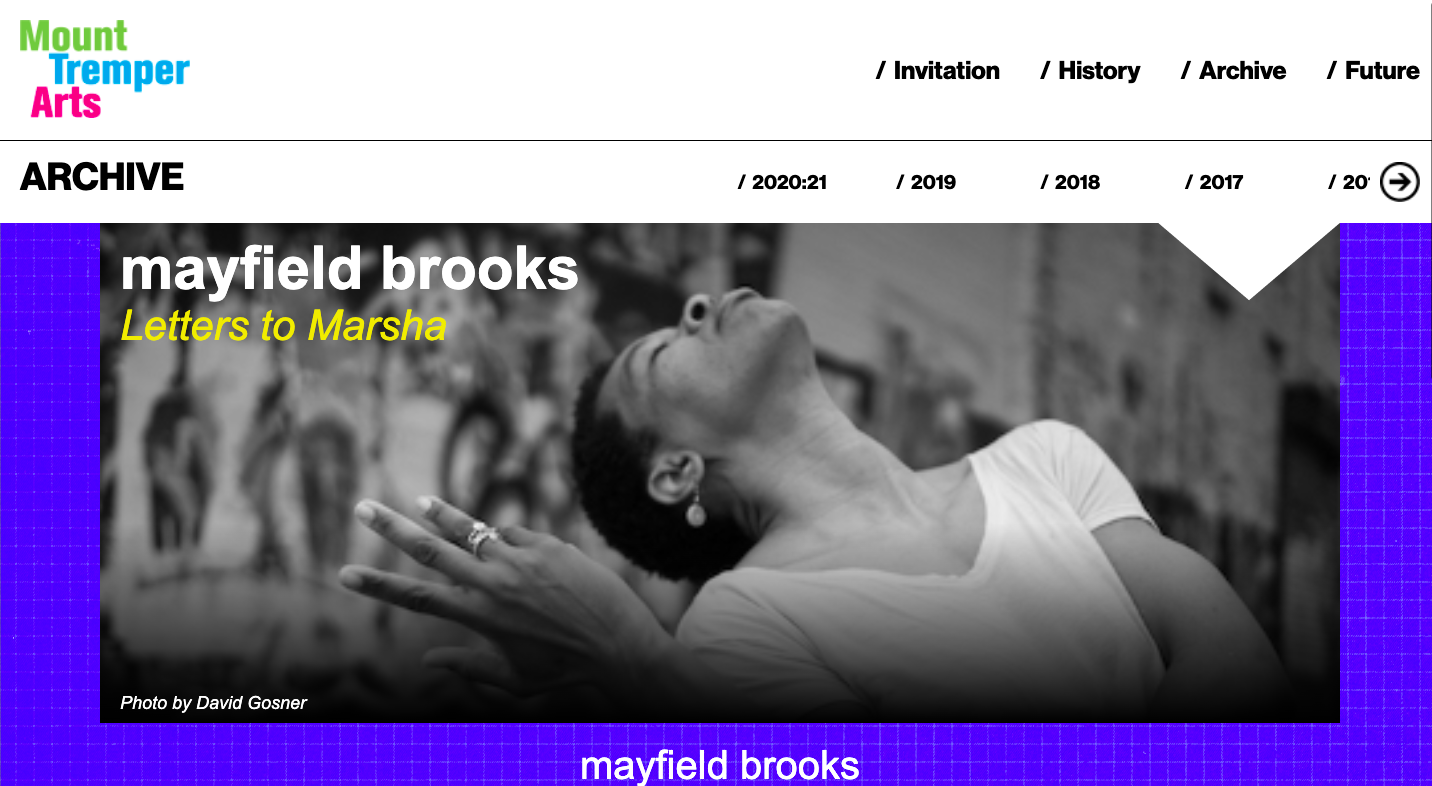 Mount
Tremper
Arts
/ Invitation / History / Archive / Future
ARCHIVE
/ 2020:21 / 2019 / 2018 / 2017 / 20
mayfield brooks
Letters to Marsha
Photo by David Gosner
mayfield brooks